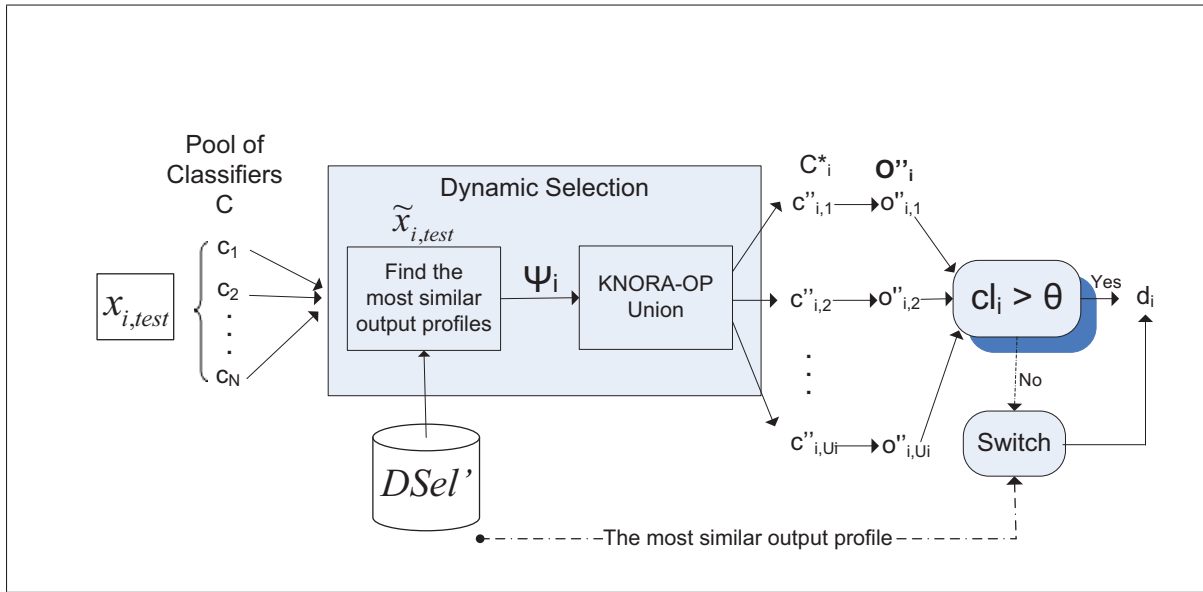 Pool of
Classifiers
C
c1
c2
.
.
.
cN
xi,test
Dynamic Selection
x̃i,test
Find the
most similar
output profiles
Ψi
KNORA-OP
Union
DSel'
C*i
O''i
c''i,1
o''i,1
c''i,2
o''i,2
.
.
.
c''i,Ui
o''i,Ui
cli > θ
Yes
di
No
Switch
The most similar output profile